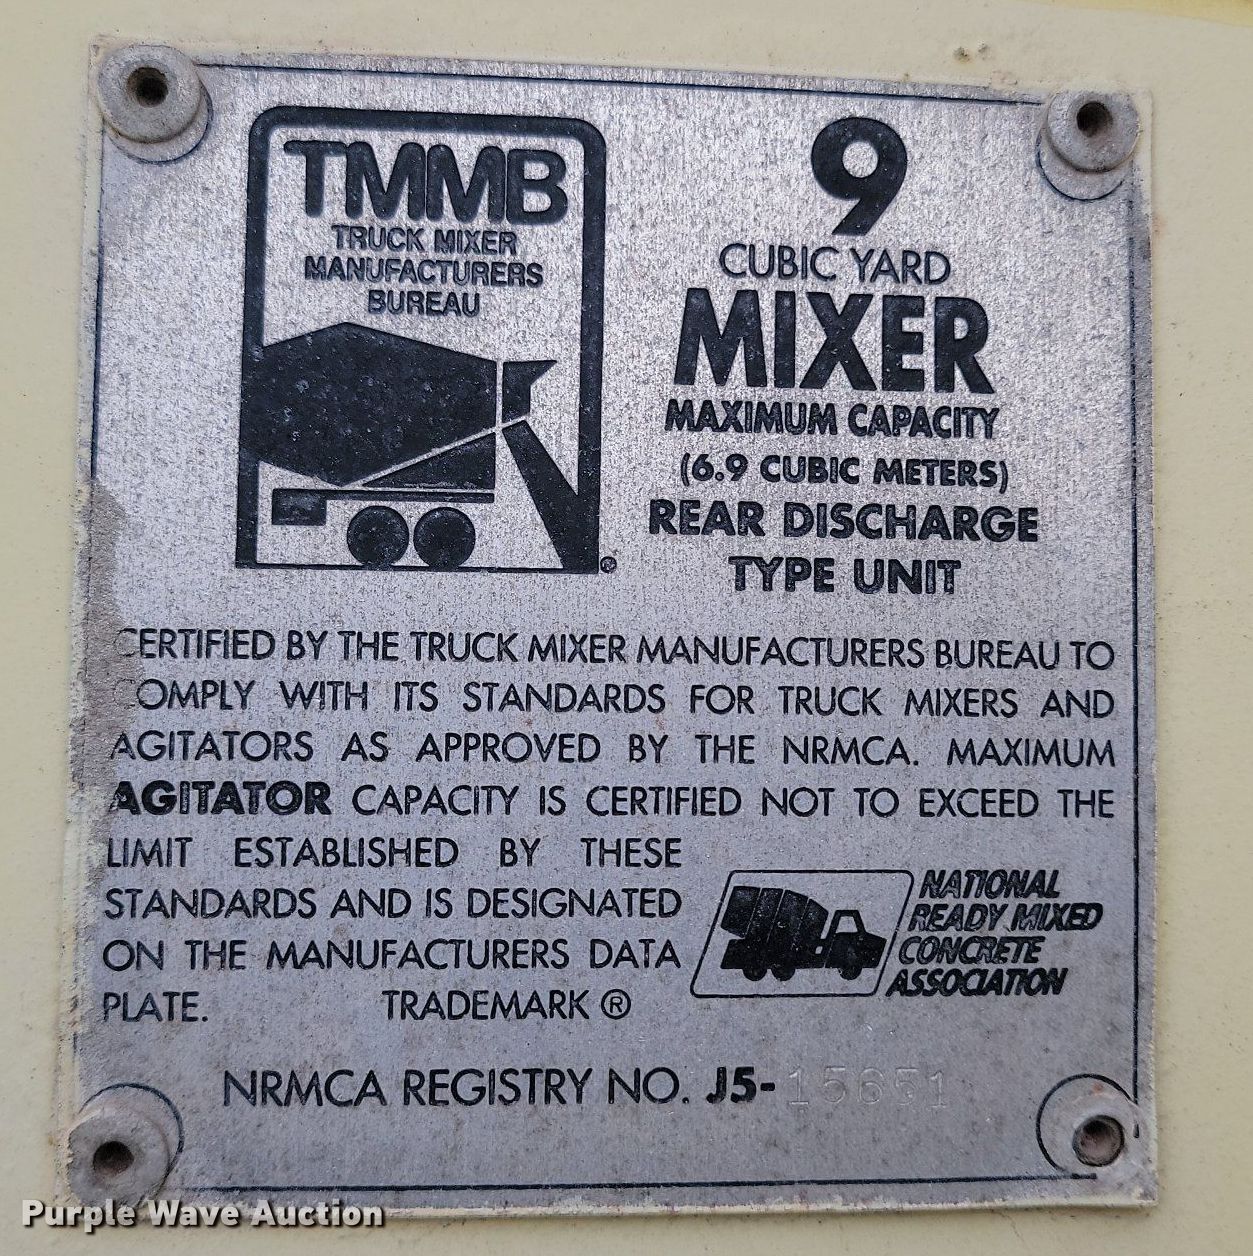 TMMB
TRUCK MIXER
MANUFACTURERS
BUREAU
®
9
CUBIC YARD
MIXER
MAXIMUM CAPACITY
(6.9 CUBIC METERS)
REAR DISCHARGE
TYPE UNIT
CERTIFIED BY THE TRUCK MIXER MANUFACTURERS BUREAU TO
COMPLY WITH ITS STANDARDS FOR TRUCK MIXERS AND
AGITATORS AS APPROVED BY THE NRMCA. MAXIMUM
AGITATOR CAPACITY IS CERTIFIED NOT TO EXCEED THE
LIMIT ESTABLISHED BY THESE
STANDARDS AND IS DESIGNATED
ON THE MANUFACTURERS DATA
PLATE. TRADEMARK ®
NATIONAL
READY MIXED
CONCRETE
ASSOCIATION
NRMCA REGISTRY NO. J5-15651
Purple Wave Auction